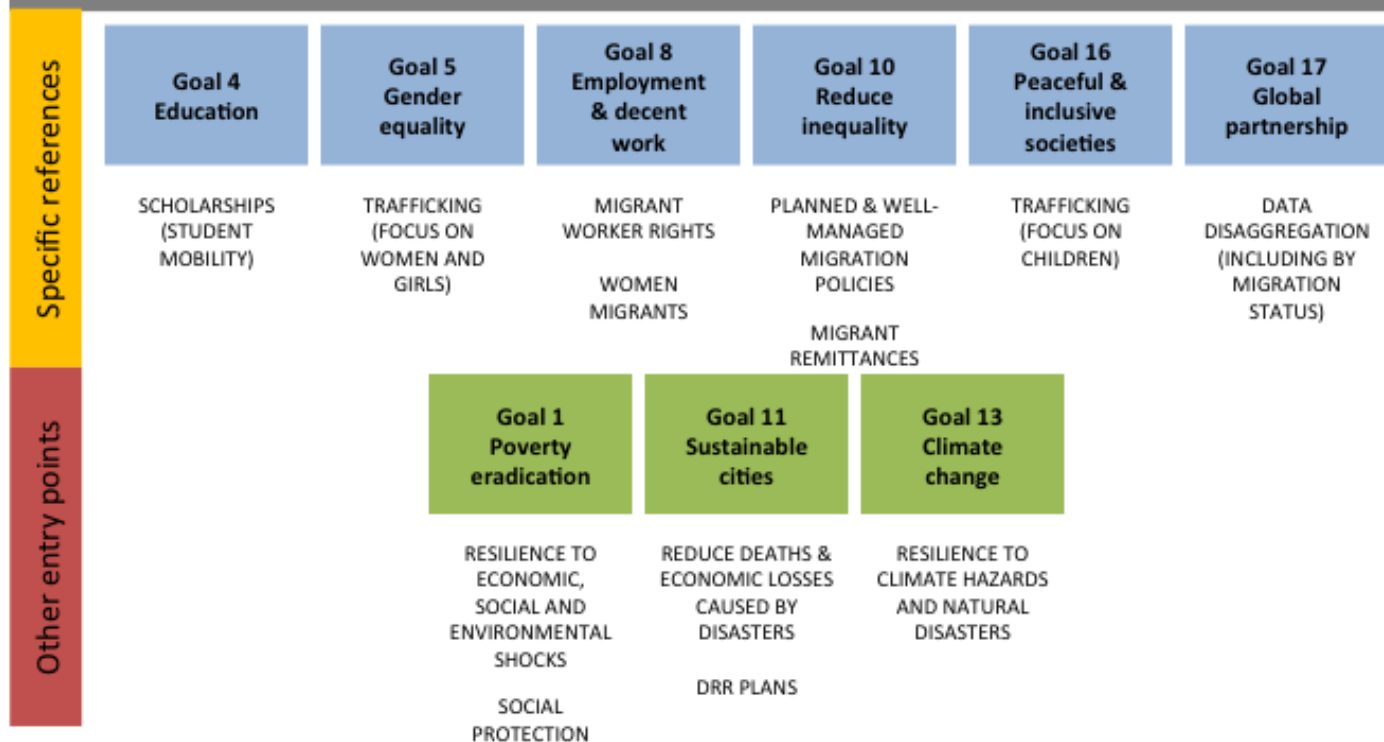 Specific references
Goal 4
Education
SCHOLARSHIPS
(STUDENT
MOBILITY)
Goal 5
Gender
equality
TRAFFICKING
(FOCUS ON
WOMEN AND
GIRLS)
Goal 8
Employment
& decent
work
MIGRANT
WORKER RIGHTS
WOMEN
MIGRANTS
Goal 10
Reduce
inequality
PLANNED & WELL-
MANAGED
MIGRATION
POLICIES
MIGRANT
REMITTANCES
Goal 16
Peaceful &
inclusive
societies
TRAFFICKING
(FOCUS ON
CHILDREN)
Goal 17
Global
partnership
DATA
DISAGGREGATION
(INCLUDING BY
MIGRATION
STATUS)
Other entry points
Goal 1
Poverty
eradication
RESILIENCE TO
ECONOMIC,
SOCIAL AND
ENVIRONMENTAL
SHOCKS
SOCIAL
PROTECTION
Goal 11
Sustainable
cities
REDUCE DEATHS &
ECONOMIC LOSSES
CAUSED BY
DISASTERS
DRR PLANS
Goal 13
Climate
change
RESILIENCE TO
CLIMATE HAZARDS
AND NATURAL
DISASTERS